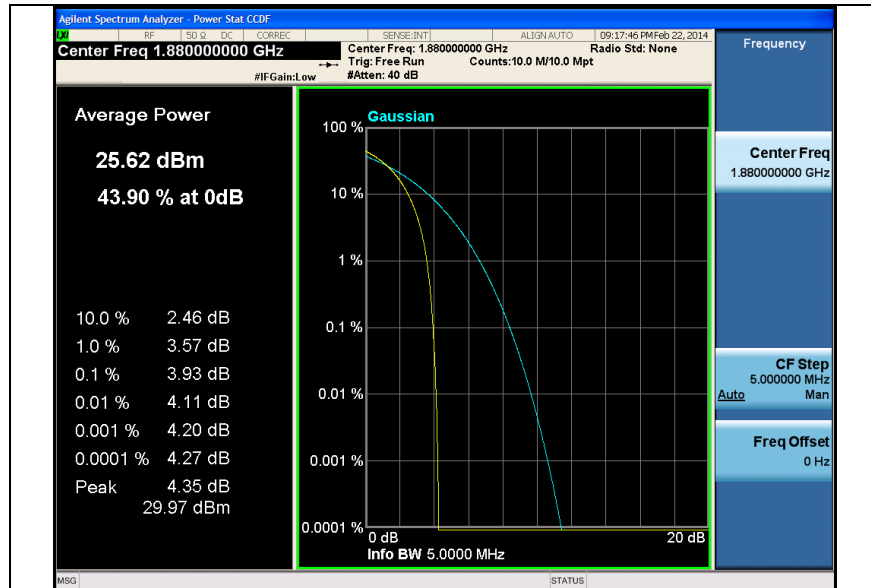 Agilent Spectrum Analyzer - Power Stat CCDF
LXI RF 50 Ω DC CORREC SENSE:INT ALIGN AUTO 09:17:46 PM Feb 22, 2014
Center Freq 1.880000000 GHz
Center Freq: 1.880000000 GHz Radio Std: None
Trig: Free Run Counts:10.0 M/10.0 Mpt
#IFGain:Low #Atten: 40 dB
Frequency
Average Power
25.62 dBm
43.90 % at 0dB
10.0 % 2.46 dB
1.0 % 3.57 dB
0.1 % 3.93 dB
0.01 % 4.11 dB
0.001 % 4.20 dB
0.0001 % 4.27 dB
Peak 4.35 dB
29.97 dBm
Gaussian
100 %
10 %
1 %
0.1 %
0.01 %
0.001 %
0.0001 %
0 dB 20 dB
Info BW 5.0000 MHz
Center Freq
1.880000000 GHz
CF Step
5.000000 MHz
Auto Man
Freq Offset
0 Hz
MSG STATUS